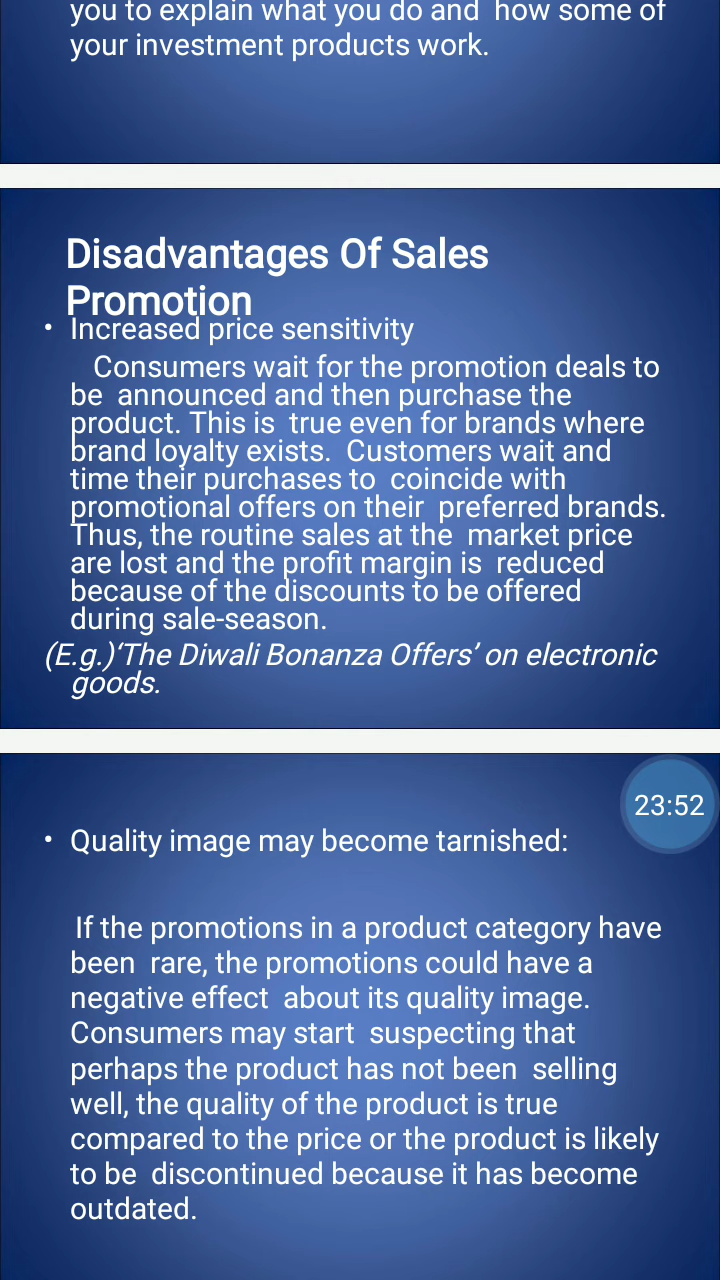 you to explain what you do and  how some of
your investment products work.
Disadvantages Of Sales
Promotion
• Increased price sensitivity
Consumers wait for the promotion deals to
be  announced and then purchase the
product. This is  true even for brands where
brand loyalty exists.  Customers wait and
time their purchases to  coincide with
promotional offers on their  preferred brands.
Thus, the routine sales at the  market price
are lost and the profit margin is  reduced
because of the discounts to be offered
during sale-season.
(E.g.)‘The Diwali Bonanza Offers’ on electronic
goods.
23:52
• Quality image may become tarnished:
If the promotions in a product category have
been  rare, the promotions could have a
negative effect  about its quality image.
Consumers may start  suspecting that
perhaps the product has not been  selling
well, the quality of the product is true
compared to the price or the product is likely
to be  discontinued because it has become
outdated.